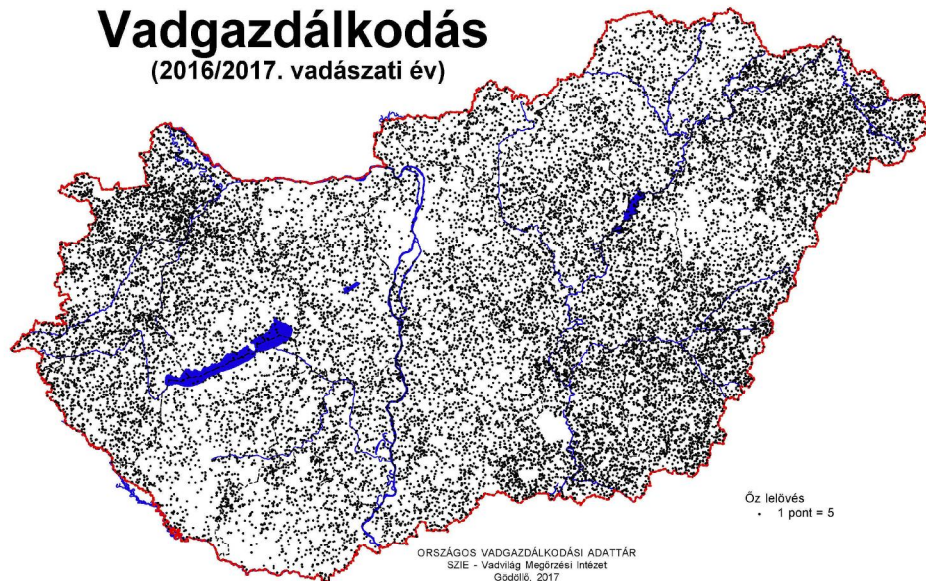 Vadgazdálkodás
(2016/2017. vadászati év)
Őz lelövés
1 pont = 5
ORSZÁGOS VADGAZDÁLKODÁSI ADATTÁR
SZIE - Vadvilág Megőrzési Intézet
Gödöllő, 2017